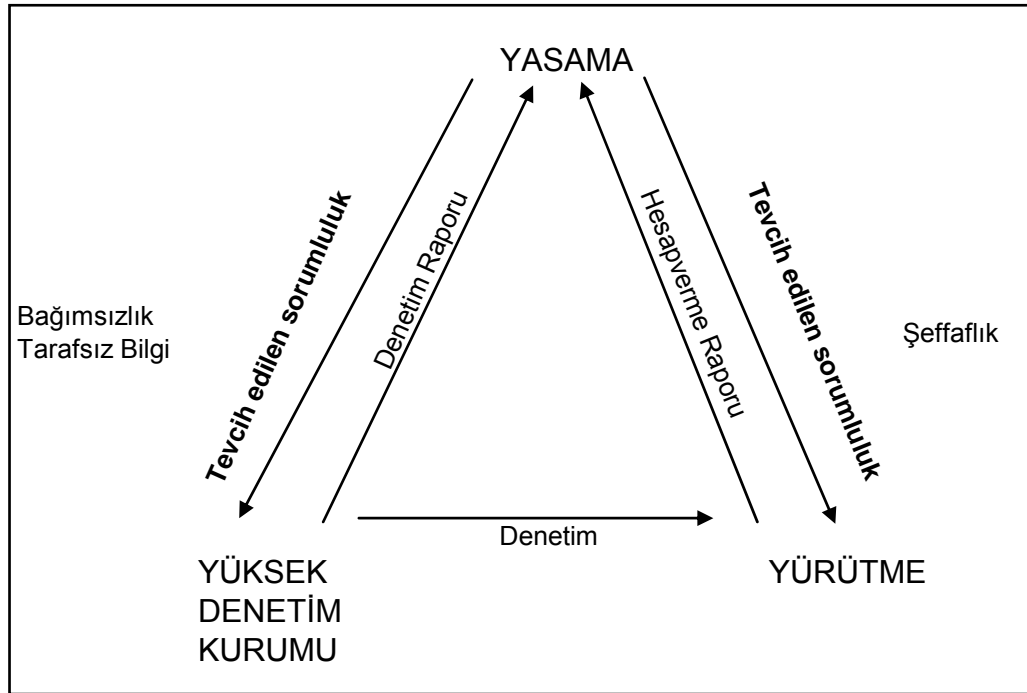 YASAMA
Tevcih edilen sorumluluk
Denetim Raporu
Hesapverme Raporu
Tevcih edilen sorumluluk
Bağımsızlık
Tarafsız Bilgi
Şeffaflık
Denetim
YÜKSEK
DENETİM
KURUMU
YÜRÜTME